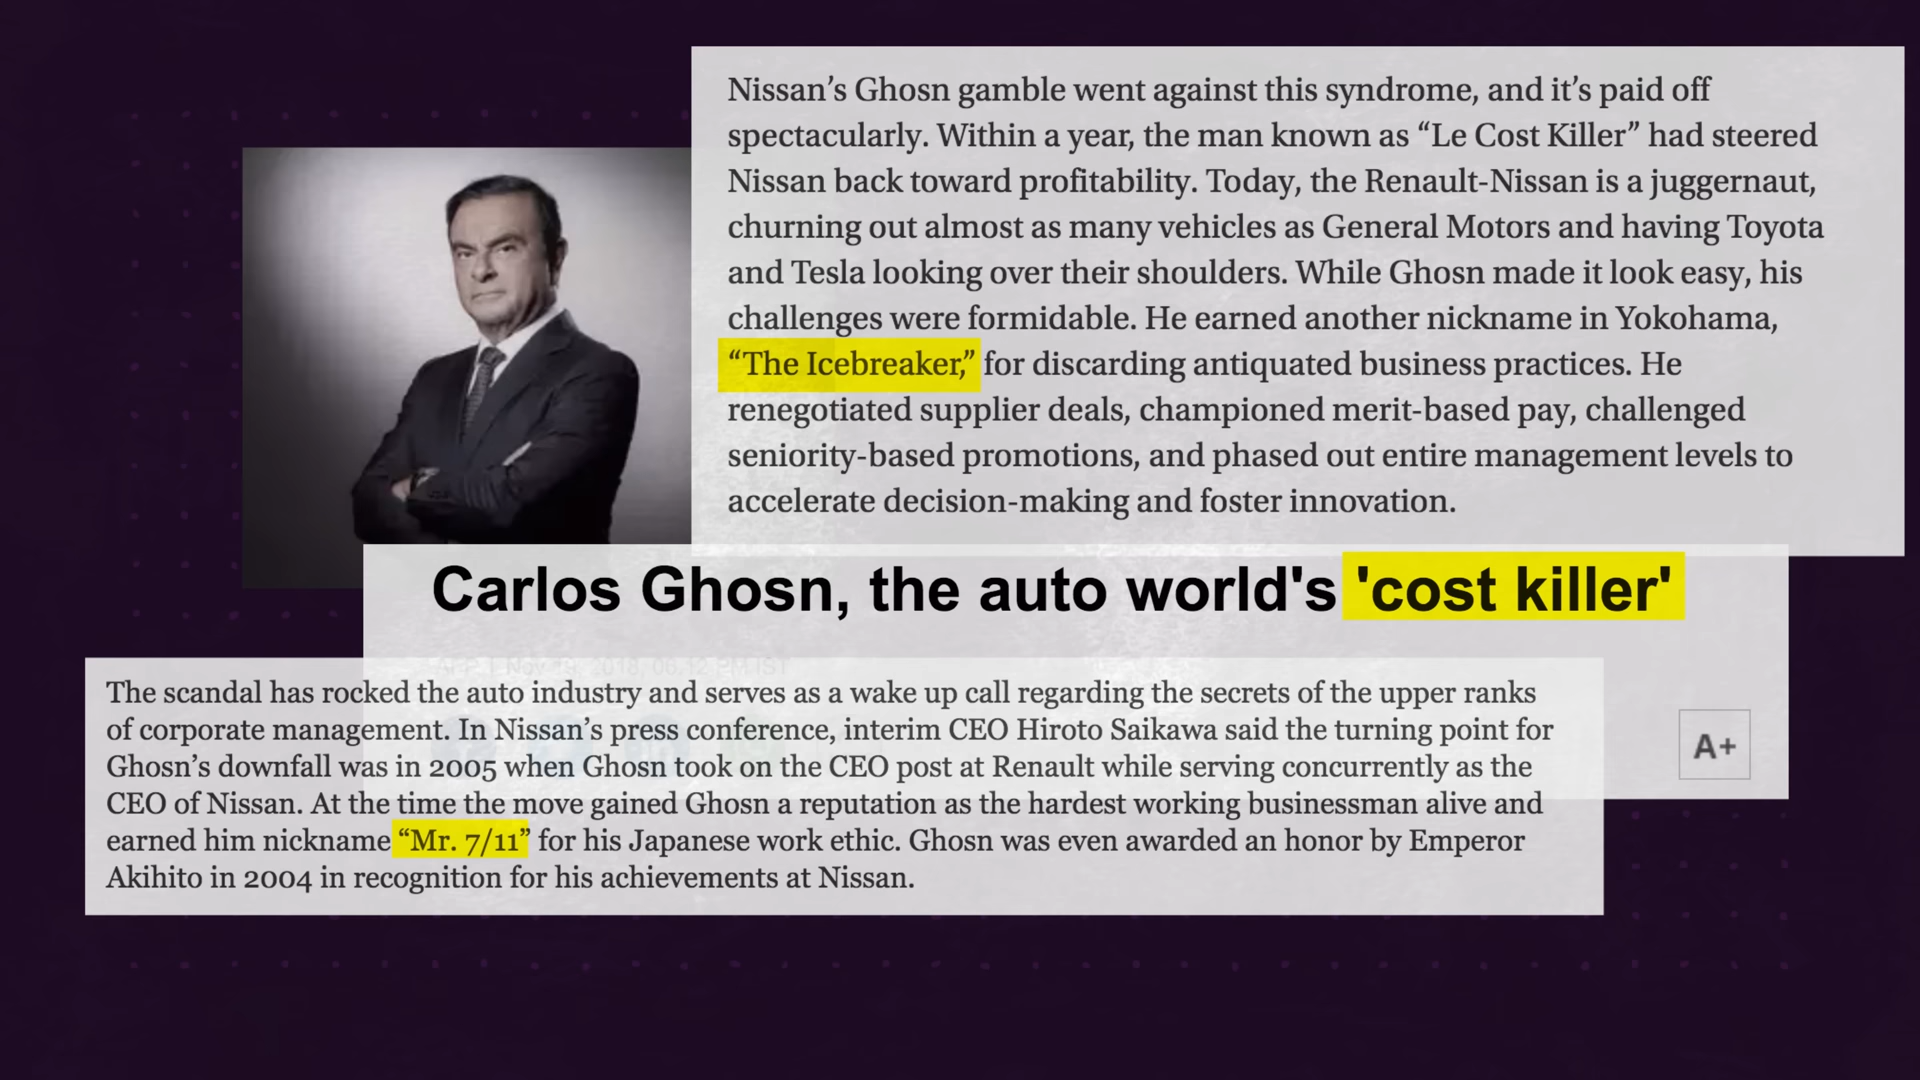 Nissan’s Ghosn gamble went against this syndrome, and it’s paid off
spectacularly. Within a year, the man known as “Le Cost Killer” had steered
Nissan back toward profitability. Today, the Renault-Nissan is a juggernaut,
churning out almost as many vehicles as General Motors and having Toyota
and Tesla looking over their shoulders. While Ghosn made it look easy, his
challenges were formidable. He earned another nickname in Yokohama,
“The Icebreaker,” for discarding antiquated business practices. He
renegotiated supplier deals, championed merit-based pay, challenged
seniority-based promotions, and phased out entire management levels to
accelerate decision-making and foster innovation.
Carlos Ghosn, the auto world's 'cost killer'
A+
The scandal has rocked the auto industry and serves as a wake up call regarding the secrets of the upper ranks
of corporate management. In Nissan’s press conference, interim CEO Hiroto Saikawa said the turning point for
Ghosn’s downfall was in 2005 when Ghosn took on the CEO post at Renault while serving concurrently as the
CEO of Nissan. At the time the move gained Ghosn a reputation as the hardest working businessman alive and
earned him nickname “Mr. 7/11” for his Japanese work ethic. Ghosn was even awarded an honor by Emperor
Akihito in 2004 in recognition for his achievements at Nissan.